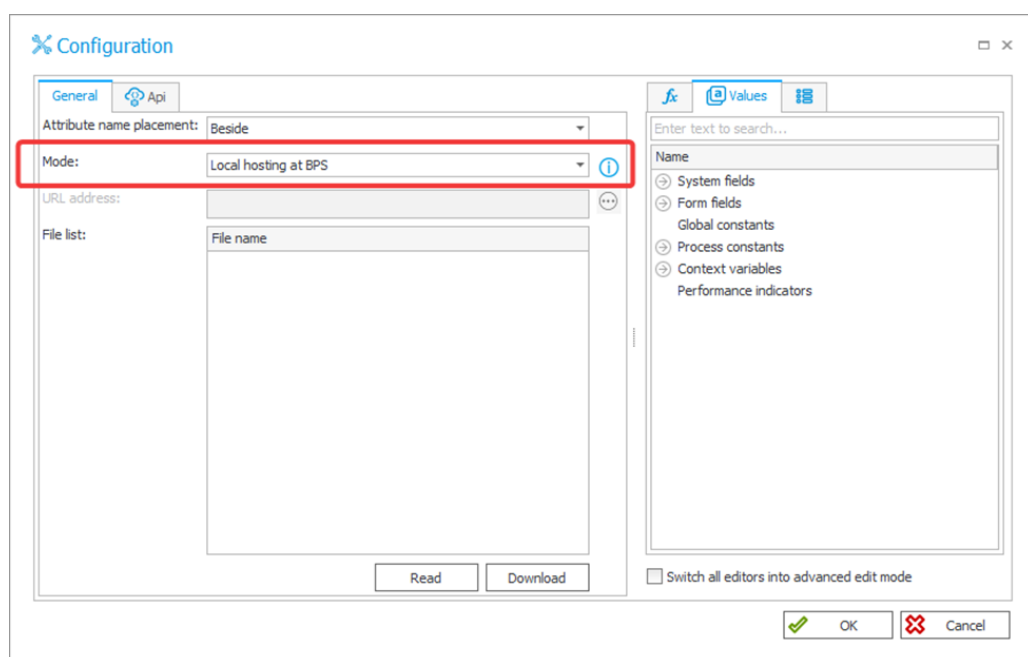 Configuration
General
Api
Attribute name placement:
Beside
Mode:
Local hosting at BPS
URL address:
File list:
File name
Read
Download
fx
Values
Enter text to search...
Name
System fields
Form fields
Global constants
Process constants
Context variables
Performance indicators
Switch all editors into advanced edit mode
OK
Cancel